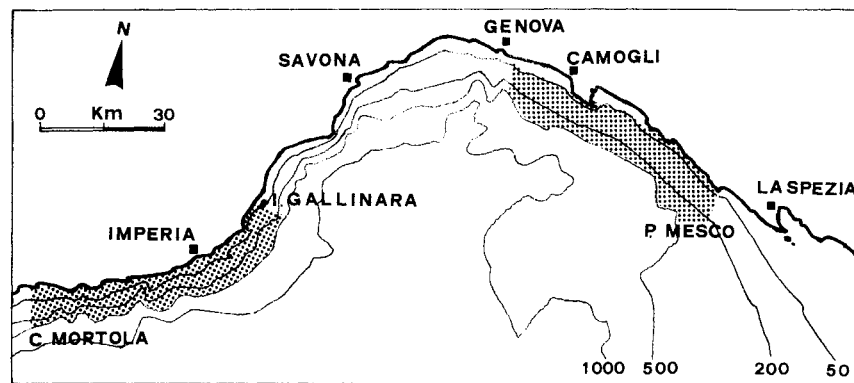 N
0 Km 30
GENOVA
SAVONA
CAMOGLI
I. GALLINARA
IMPERIA
LA SPEZIA
P. MESCO
C. MORTOLA
1000 500 200 50